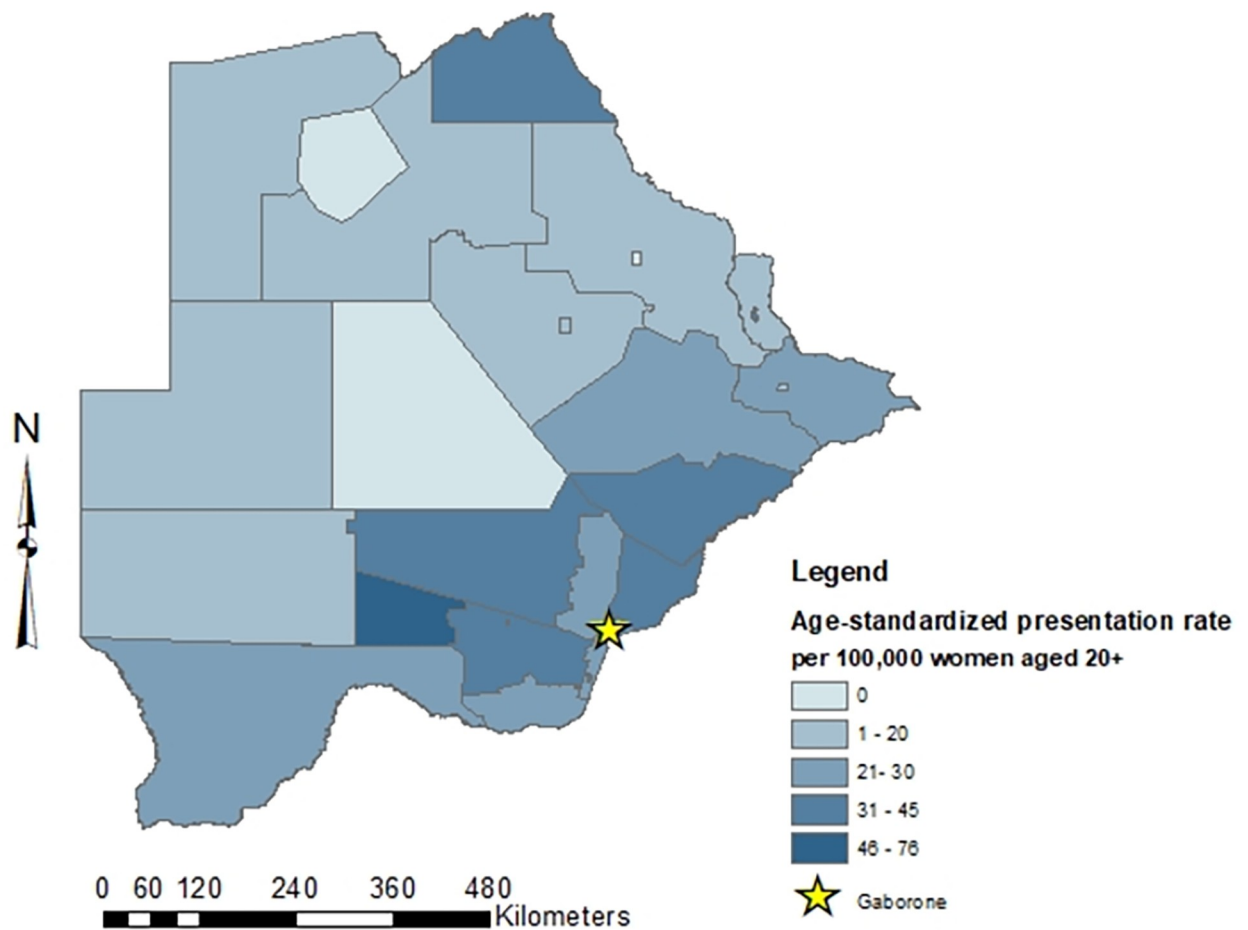 N
Legend
Age-standardized presentation rate
per 100,000 women aged 20+
0
1 - 20
21- 30
31 - 45
46 - 76
Gaborone
0 60 120 240 360 480
Kilometers